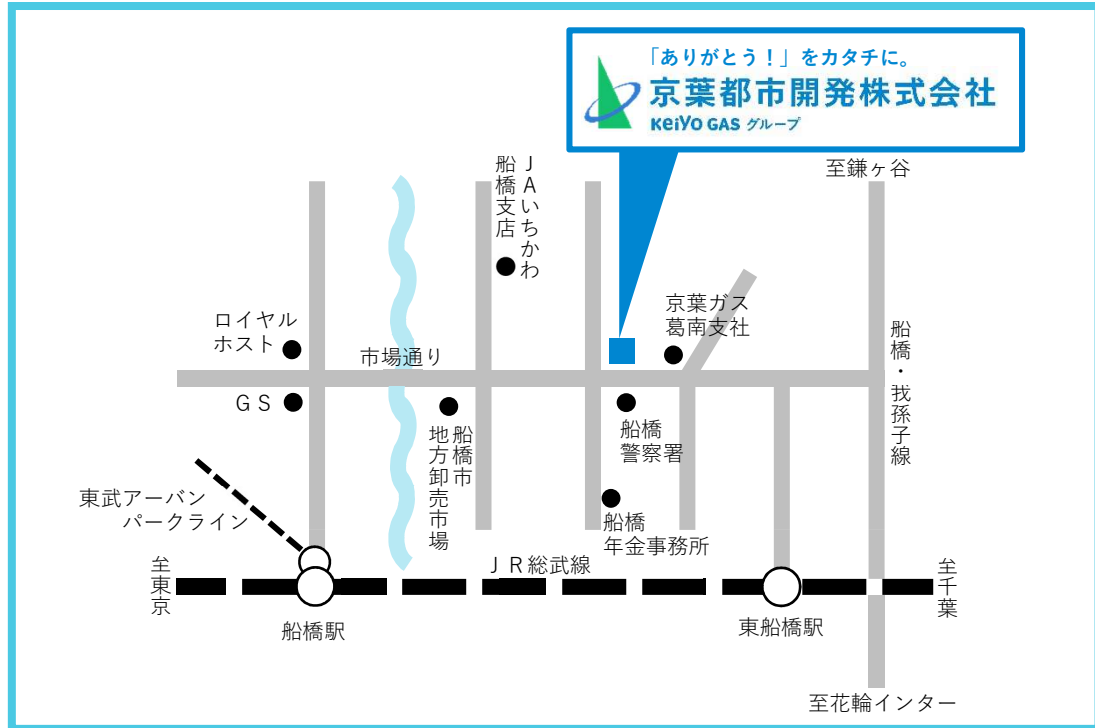 「ありがとう！」をカタチに。
京葉都市開発株式会社
KeiYO GAS グループ
至鎌ヶ谷
JAいちかわ
船橋支店
京葉ガス
葛南支社
ロイヤル
ホスト
市場通り
船橋・我孫子線
GS
船橋市
地方卸売市場
船橋
警察署
東武アーバン
パークライン
船橋
年金事務所
JR総武線
至東京
至千葉
船橋駅
東船橋駅
至花輪インター